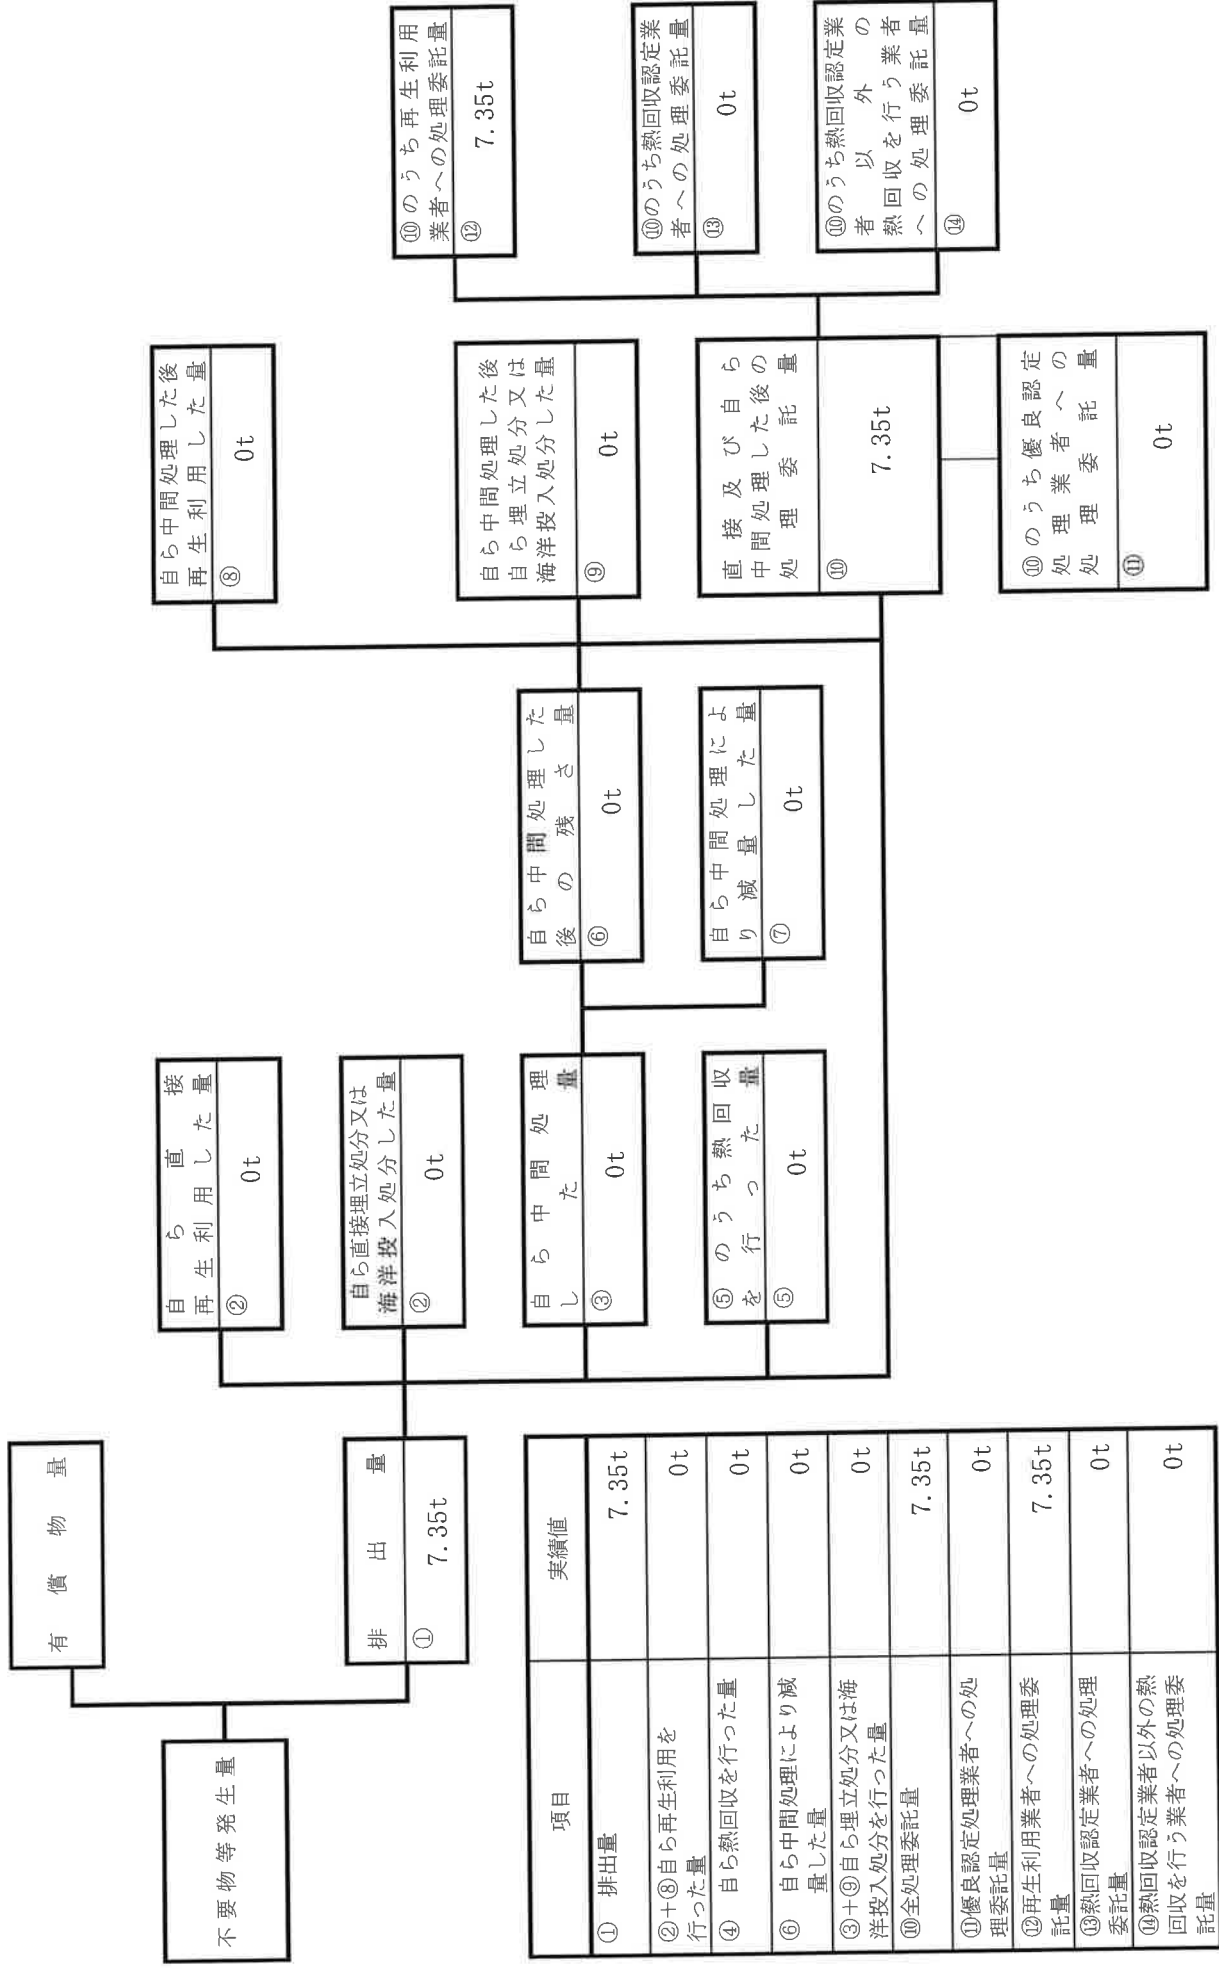 不要物等発生量
有償物量
排出量
① 7.35t
自ら直接
再生利用した量
② 0t
自ら直接埋立処分又は
海洋投入処分した量
② 0t
自ら中間処理
した量
③ 0t
⑤のうち熱回収
を行った量
⑤ 0t
自ら中間処理した
後の残さ量
⑥ 0t
自ら中間処理によ
り減量した量
⑦ 0t
自ら中間処理した後
再生利用した量
⑧ 0t
自ら中間処理した後
自ら埋立処分又は
海洋投入処分した量
⑨ 0t
直接及び自ら
中間処理した後の
処理委託量
⑩ 7.35t
⑩のうち優良認定
処理業者への
処理委託量
⑪ 0t
⑩のうち再生利用
業者への処理委託量
⑫ 7.35t
⑩のうち熱回収認定業
者への処理委託量
⑬ 0t
⑩のうち熱回収認定業
者以外の
熱回収を行う業者
への処理委託量
⑭ 0t
項目 実績値
① 排出量 7.35t
②+⑧自ら再生利用を
行った量 0t
④ 自ら熱回収を行った量 0t
⑥ 自ら中間処理により減
量した量 0t
③+⑨自ら埋立処分又は海
洋投入処分を行った量 0t
⑩全処理委託量 7.35t
⑪優良認定処理業者への処
理委託量 0t
⑫再生利用業者への処理委
託量 7.35t
⑬熱回収認定業者への処理
委託量 0t
⑭熱回収認定業者以外の熱
回収を行う業者への処理委
託量 0t